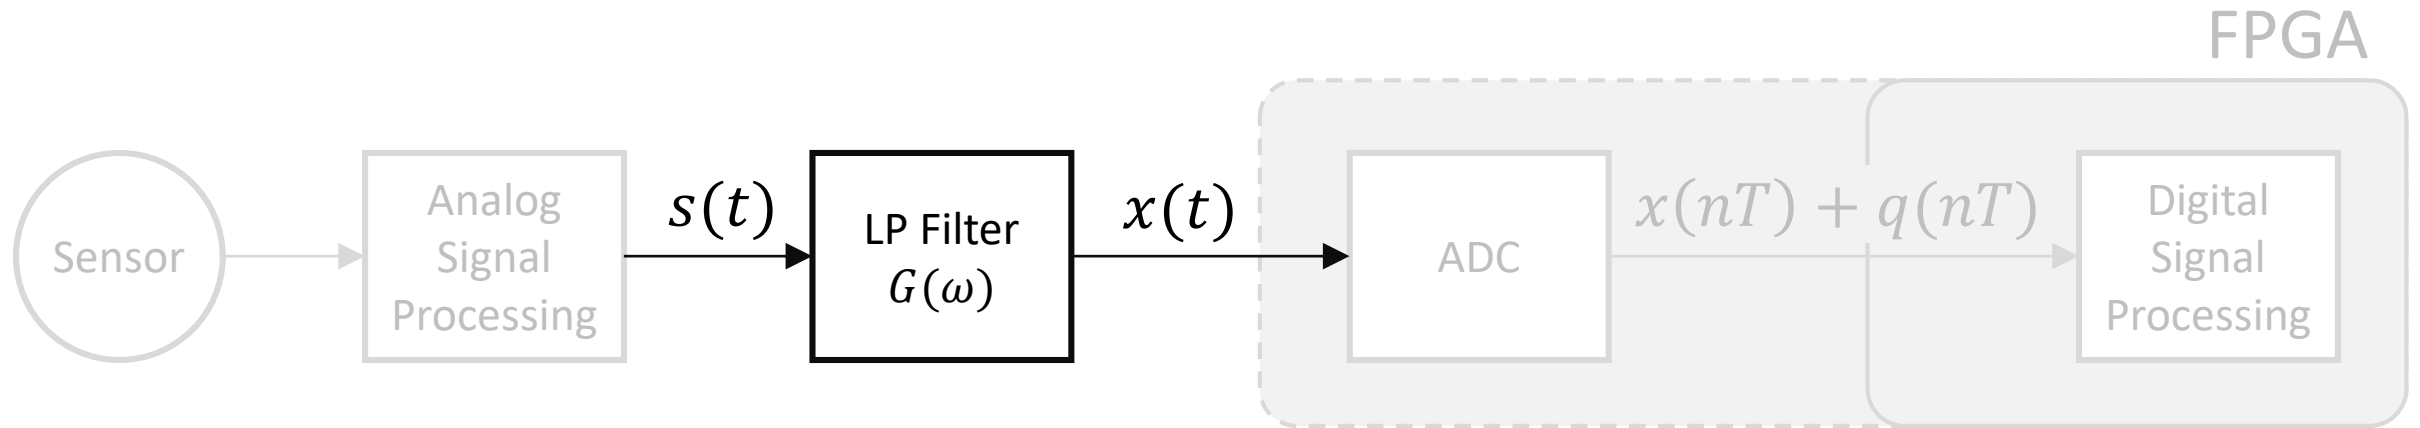 FPGA
Sensor
Analog
Signal
Processing
s(t)
LP Filter
G(ω)
x(t)
ADC
x(nT) + q(nT)
Digital
Signal
Processing